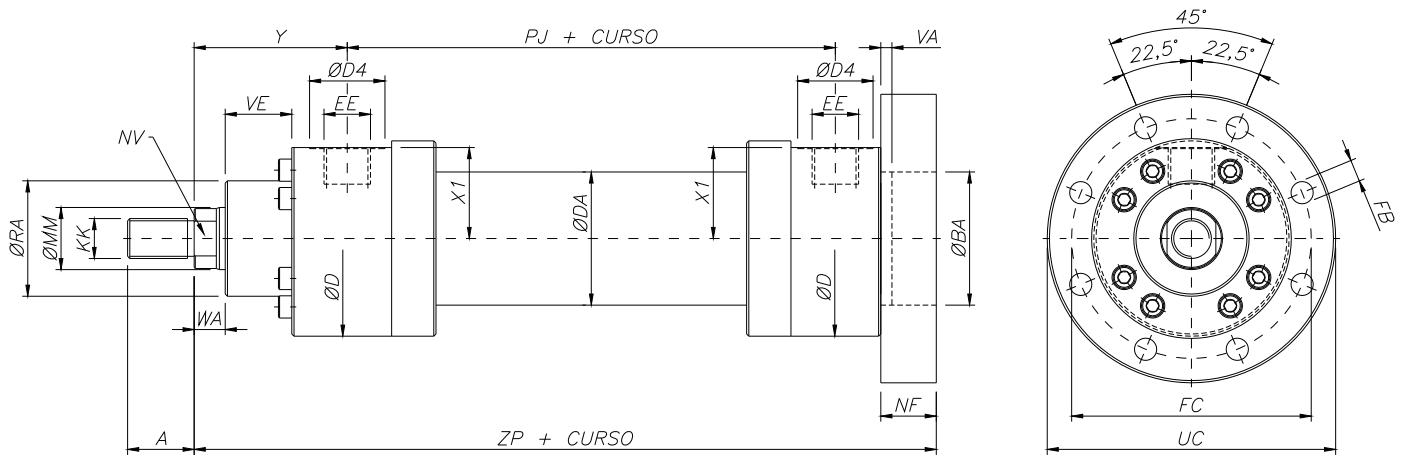 Y
PJ + CURSO
VA
ØD4
ØD4
VE
EE
EE
NV
ØRA
ØMM
KK
X1
X1
ØDA
ØBA
ØD
ØD
WA
NF
A
ZP + CURSO
45°
22,5°
22,5°
FB
FC
UC